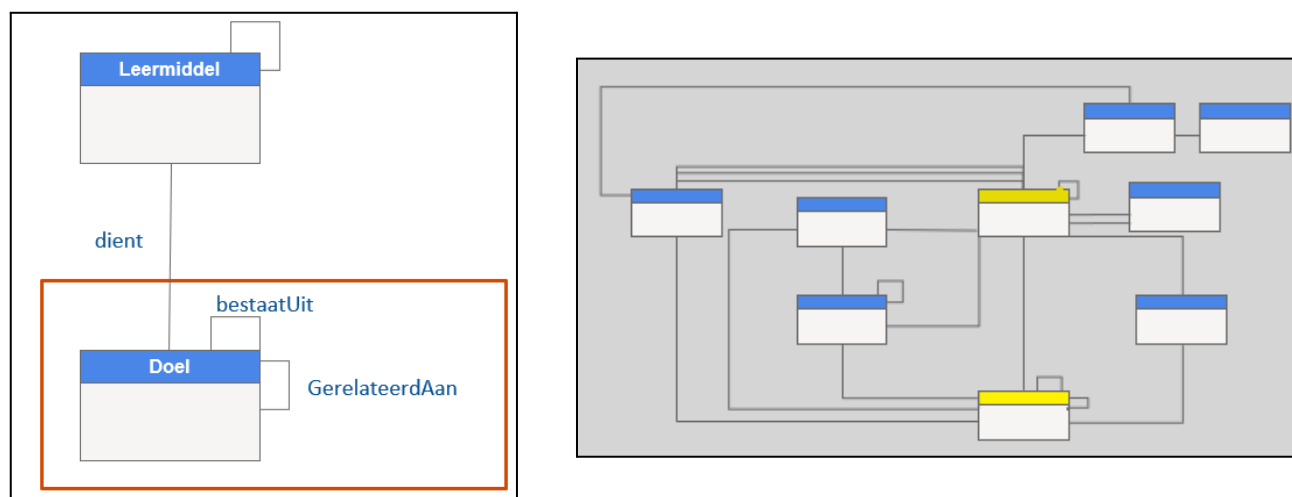 Leermiddel
dient
bestaatUit
Doel
GerelateerdAan